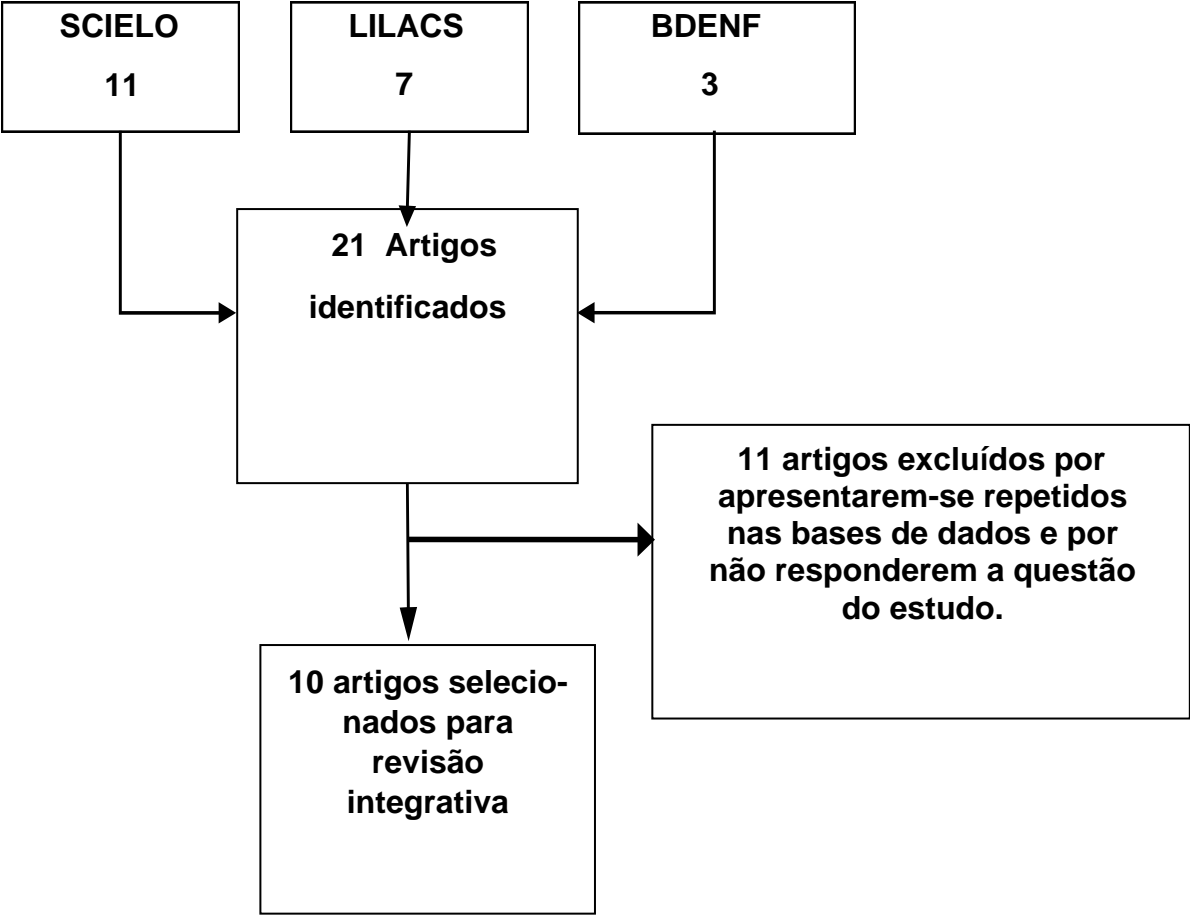 SCIELO
11
LILACS
7
BDENF
3
21 Artigos
identificados
11 artigos excluídos por
apresentarem-se repetidos
nas bases de dados e por
não responderem a questão
do estudo.
10 artigos selecio-
nados para
revisão
integrativa